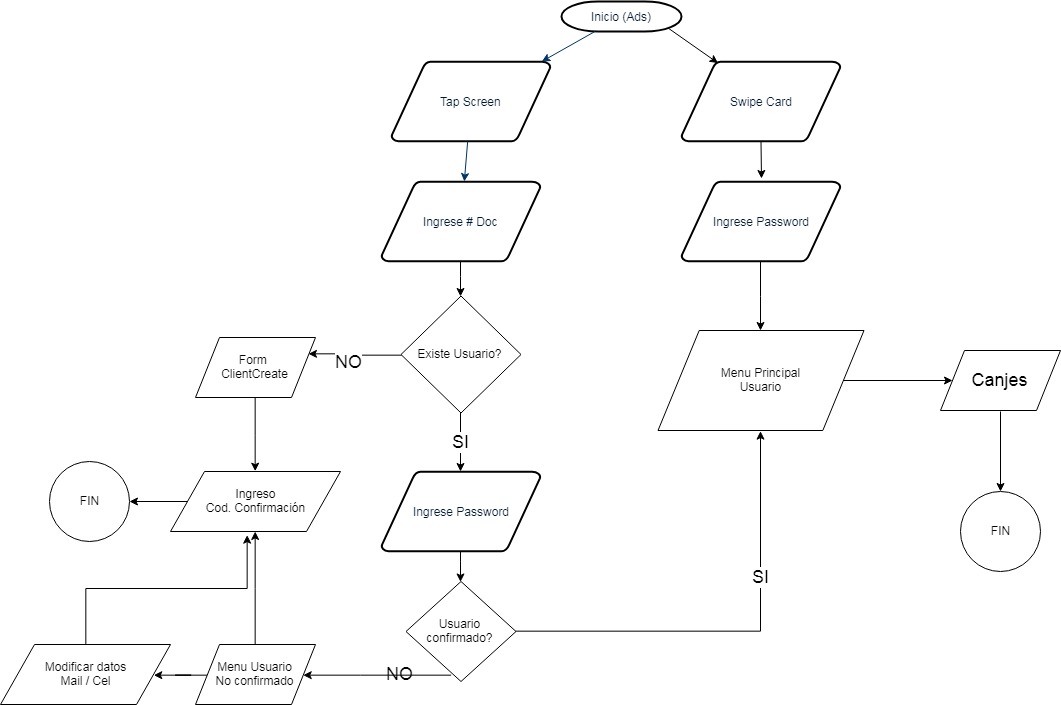 Inicio (Ads)
Tap Screen
Swipe Card
Ingrese # Doc
Ingrese Password
Existe Usuario?
NO
Form
ClientCreate
Menu Principal
Usuario
Canjes
SI
Ingreso
Cod. Confirmación
FIN
Ingrese Password
FIN
SI
Usuario
confirmado?
NO
Menu Usuario
No confirmado
Modificar datos
Mail / Cel